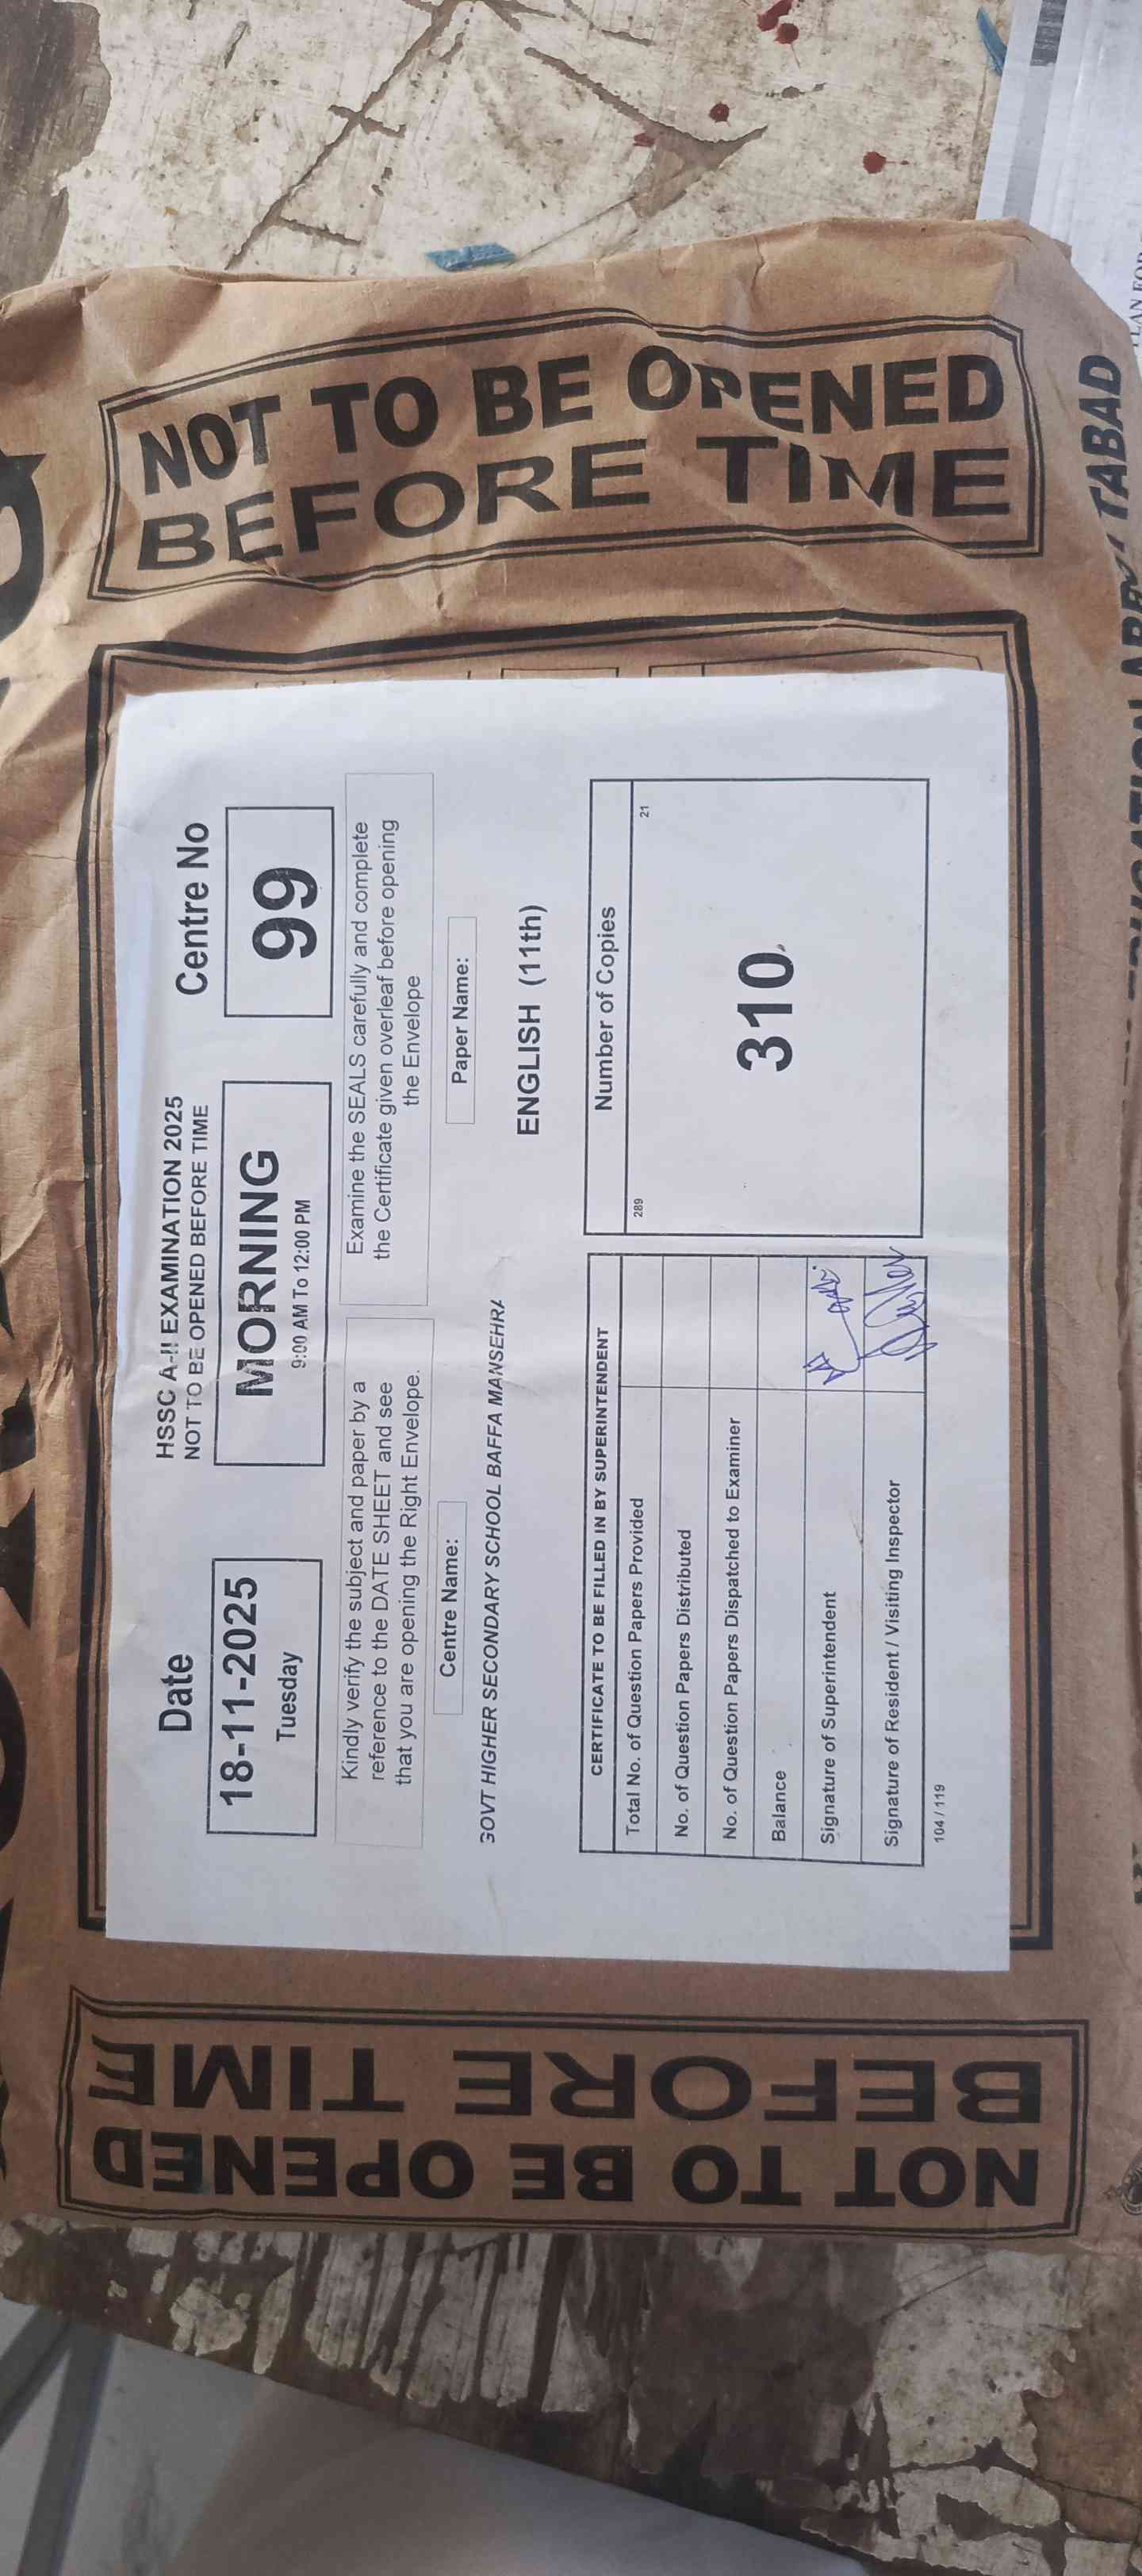 NOT TO BE OPENED
BEFORE TIME
HSSC A-II EXAMINATION 2025
NOT TO BE OPENED BEFORE TIME
Date
18-11-2025
Tuesday
MORNING
9:00 AM To 12:00 PM
Centre No
99
Kindly verify the subject and paper by a
reference to the DATE SHEET and see
that you are opening the Right Envelope.
Examine the SEALS carefully and complete
the Certificate given overleaf before opening
the Envelope
Centre Name:
GOVT HIGHER SECONDARY SCHOOL BAFFA MANSEHRA
Paper Name:
ENGLISH (11th)
CERTIFICATE TO BE FILLED IN BY SUPERINTENDENT
Total No. of Question Papers Provided
No. of Question Papers Distributed
No. of Question Papers Dispatched to Examiner
Balance
Signature of Superintendent
Signature of Resident / Visiting Inspector
Number of Copies
289
21
310
104 / 119
NOT TO BE OPENED
BEFORE TIME
TABAD